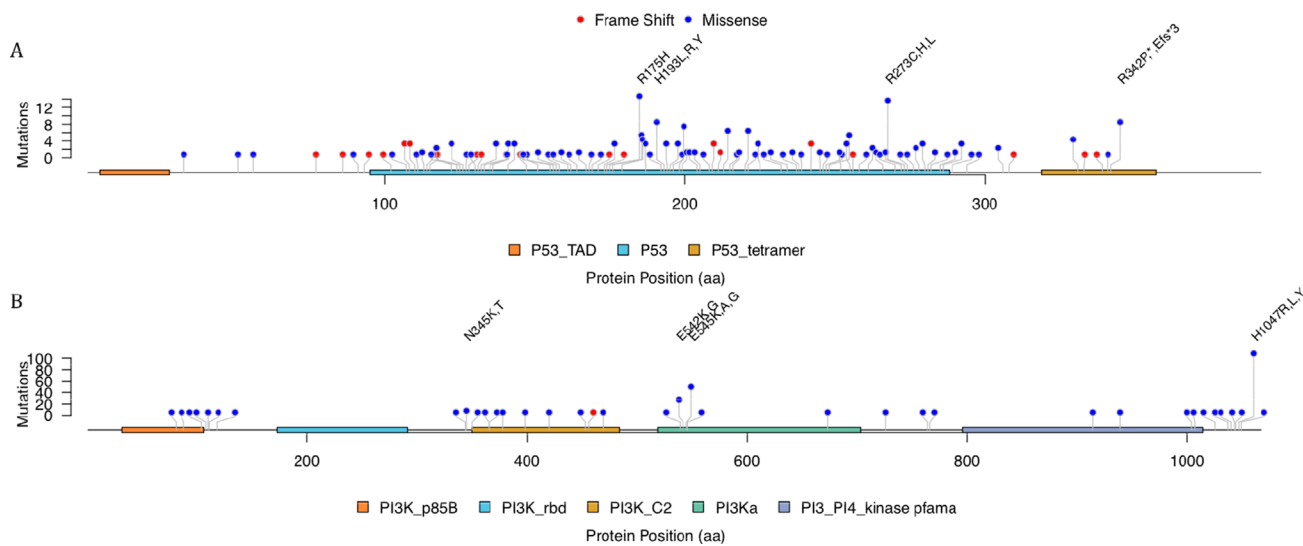 Frame Shift Missense
A
R175H
H193L,R,Y
R273C,H,L
R342P,*,Efs*3
Mutations
12
8
4
0
100 200 300
P53_TAD P53 P53_tetramer
Protein Position (aa)
B
N345K,T
E542K,G
E545K,A,G
H1047R,L,Y
Mutations
100
80
60
40
20
0
200 400 600 800 1000
PI3K_p85B PI3K_rbd PI3K_C2 PI3Ka PI3_PI4_kinase pfama
Protein Position (aa)